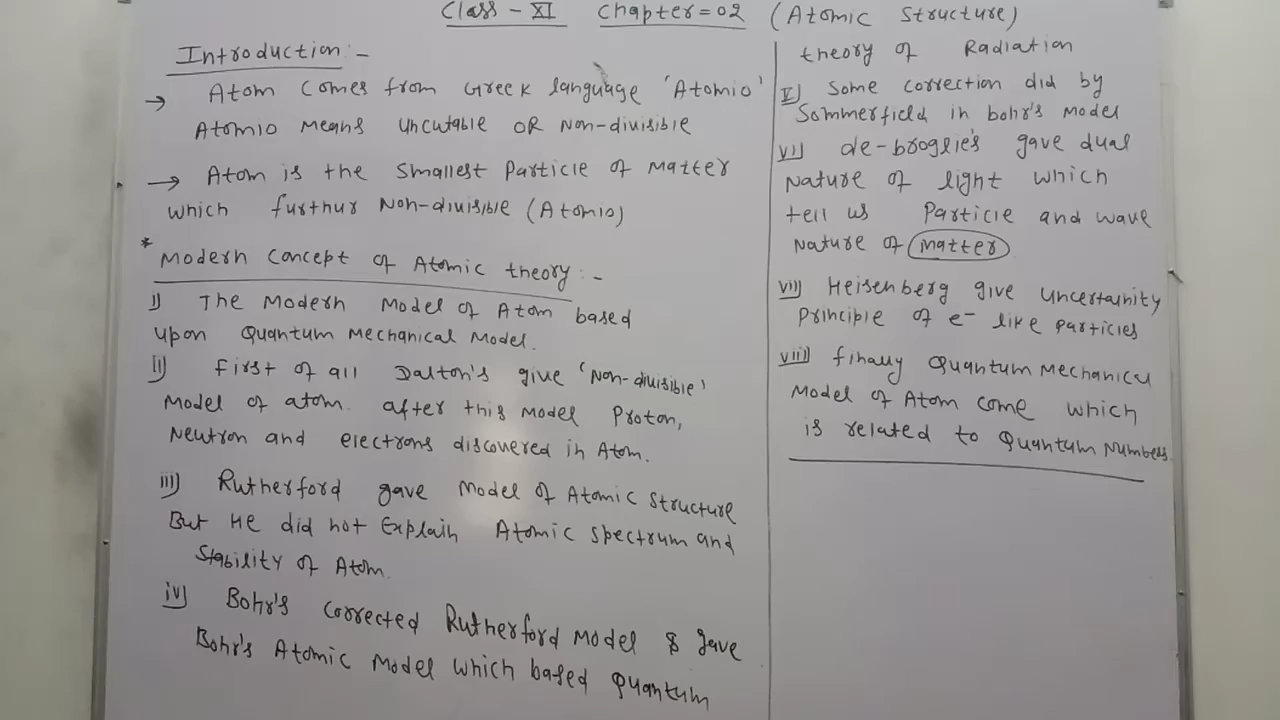 Class - XI Chapter = 02 (Atomic Structure)
Introduction :-
→ Atom comes from Greek language 'Atomio'
Atomio means uncutable OR Non-divisible
→ Atom is the smallest Particle of matter
which furthur Non-divisible (Atomio)
* Modern Concept of Atomic theory :-
i) The Modern Model of Atom based
upon Quantum Mechanical Model.
ii) First of all Dalton's give 'Non-divisible'
Model of atom. after this model Proton,
Neutron and electrons discovered in Atom.
iii) Rutherford gave Model of Atomic Structure
But He did not Explain Atomic spectrum and
Stability of Atom.
iv) Bohr's Corrected Rutherford Model & gave
Bohr's Atomic Model which based Quantum
theory of Radiation
V) Some correction did by
Sommerfield in bohr's Model
vi) de-broglie's gave dual
Nature of light which
tell us Particle and wave
Nature of matter
vii) Heisenberg give uncertainity
Principle of e⁻ like particles
viii) finally Quantum Mechanical
Model of Atom come which
is related to Quantum Numbers.